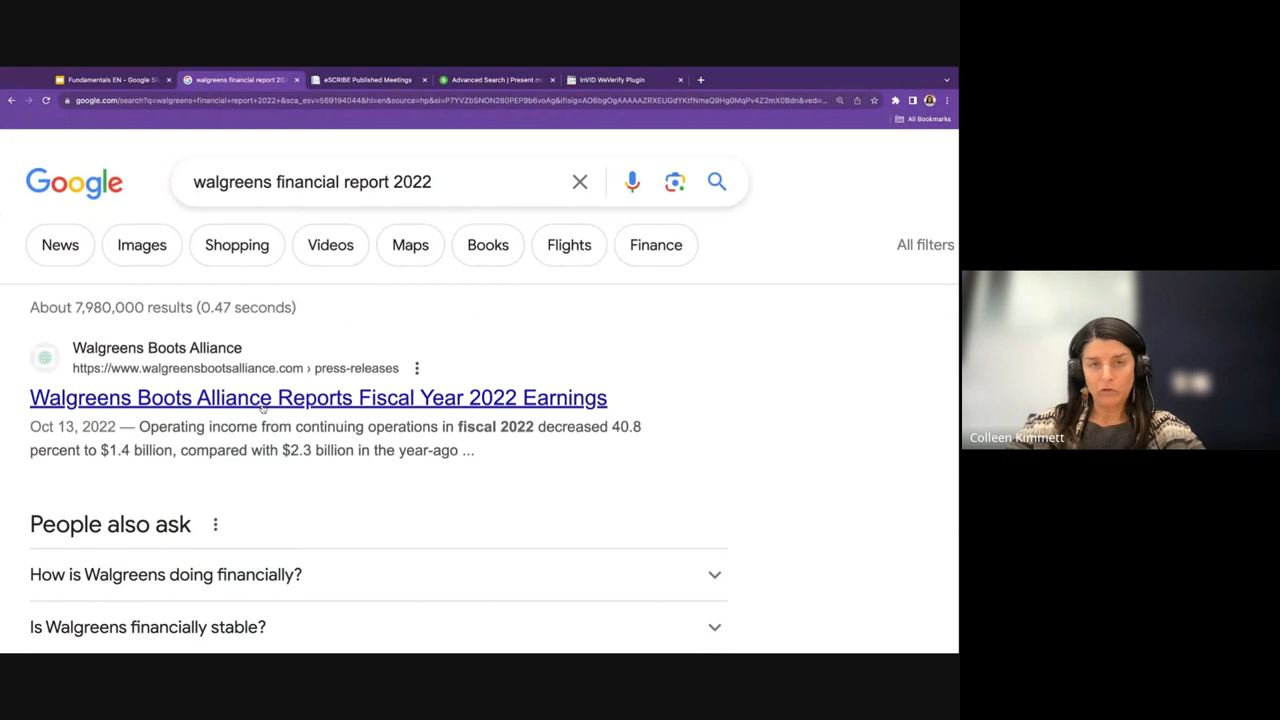 Fundamentals EN - Google Sli
walgreens financial report 202
eSCRIBE Published Meetings
Advanced Search | Present m
InVID WeVerify Plugin
All Bookmarks
Google
walgreens financial report 2022
News
Images
Shopping
Videos
Maps
Books
Flights
Finance
All filters
About 7,980,000 results (0.47 seconds)
Walgreens Boots Alliance
https://www.walgreensbootsalliance.com › press-releases
Walgreens Boots Alliance Reports Fiscal Year 2022 Earnings
Oct 13, 2022 — Operating income from continuing operations in fiscal 2022 decreased 40.8
percent to $1.4 billion, compared with $2.3 billion in the year-ago ...
People also ask
How is Walgreens doing financially?
Is Walgreens financially stable?
Colleen Kimmett